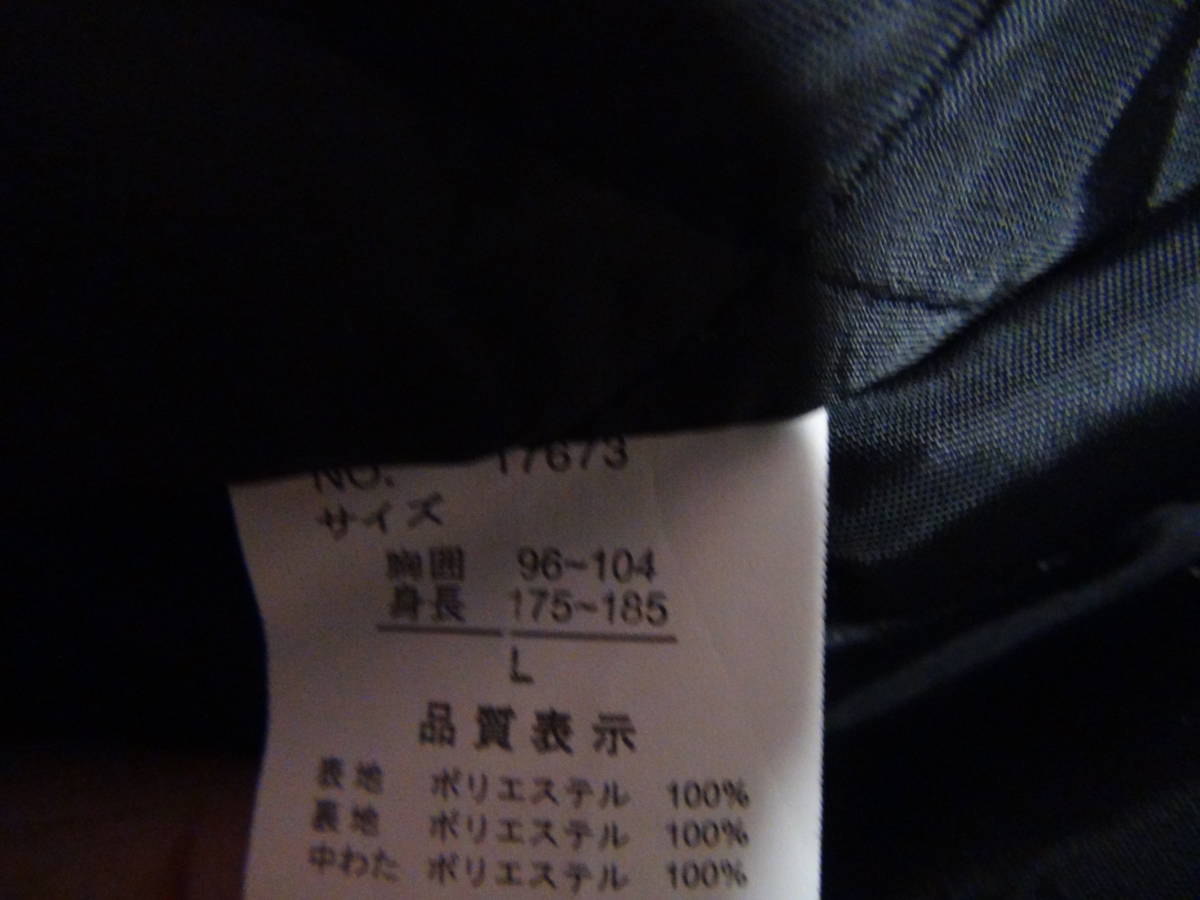 NO. 17673
サイズ
胸囲 96~104
身長 175~185
L
品質表示
表地 ポリエステル 100%
裏地 ポリエステル 100%
中わた ポリエステル 100%